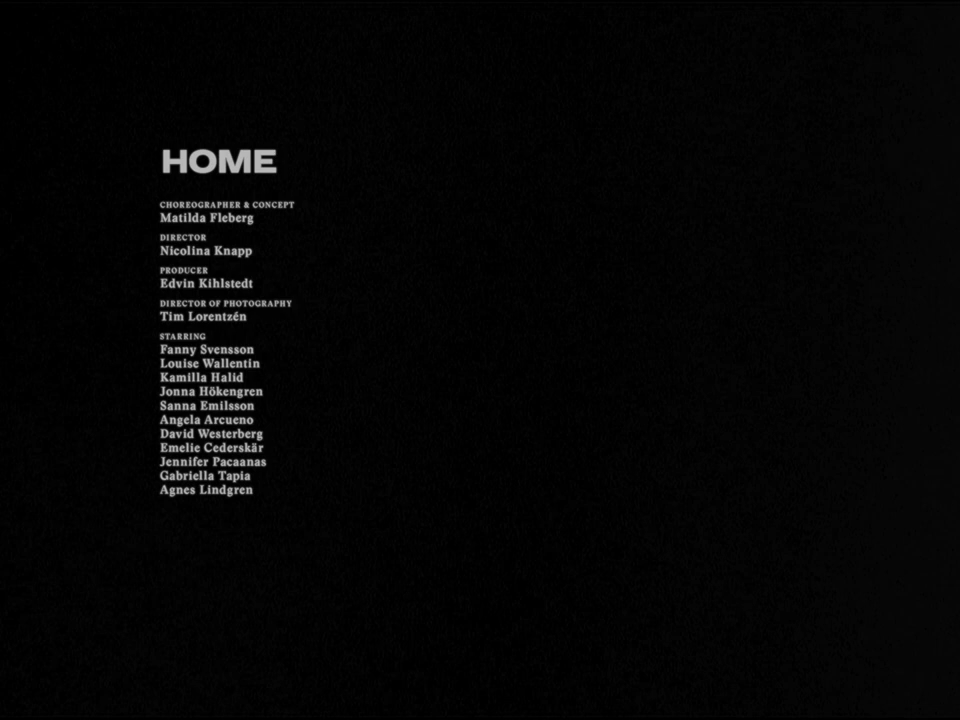 HOME
CHOREOGRAPHER & CONCEPT
Matilda Fleberg
DIRECTOR
Nicolina Knapp
PRODUCER
Edvin Kihlstedt
DIRECTOR OF PHOTOGRAPHY
Tim Lorentzén
STARRING
Fanny Svensson
Louise Wallentin
Kamilla Halid
Jonna Hökengren
Sanna Emilsson
Angela Arcueno
David Westerberg
Emelie Cederskär
Jennifer Pacaanas
Gabriella Tapia
Agnes Lindgren